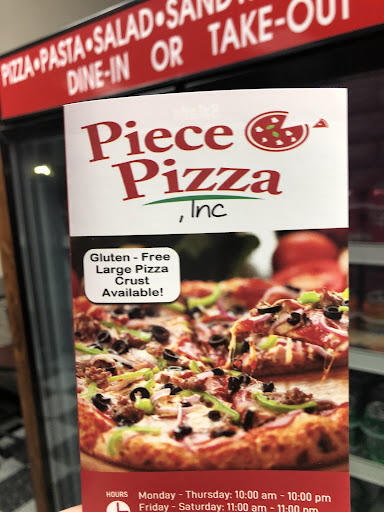 PIZZA•PASTA•SALAD•SANDW
DINE-IN OR TAKE-OUT
Piece
Pizza
, Inc
Gluten - Free
Large Pizza
Crust
Available!
HOURS
Monday - Thursday: 10:00 am - 10:00 pm
Friday - Saturday: 11:00 am - 11:00 pm